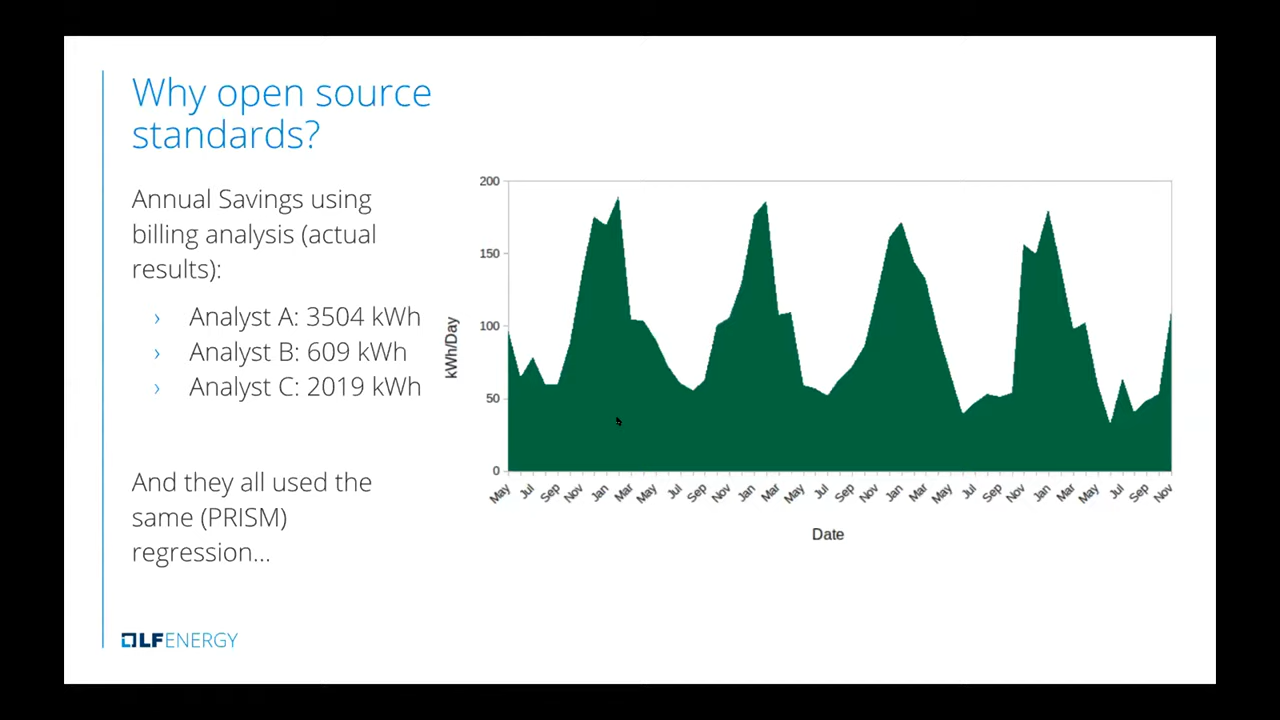 Why open source
standards?
Annual Savings using
billing analysis (actual
results):
› Analyst A: 3504 kWh
› Analyst B: 609 kWh
› Analyst C: 2019 kWh
And they all used the
same (PRISM)
regression...
LFENERGY
kWh/Day
200
150
100
50
0
May Jul Sep Nov Jan Mar May Jul Sep Nov Jan Mar May Jul Sep Nov Jan Mar May Jul Sep Nov Jan Mar May Jul Sep Nov
Date